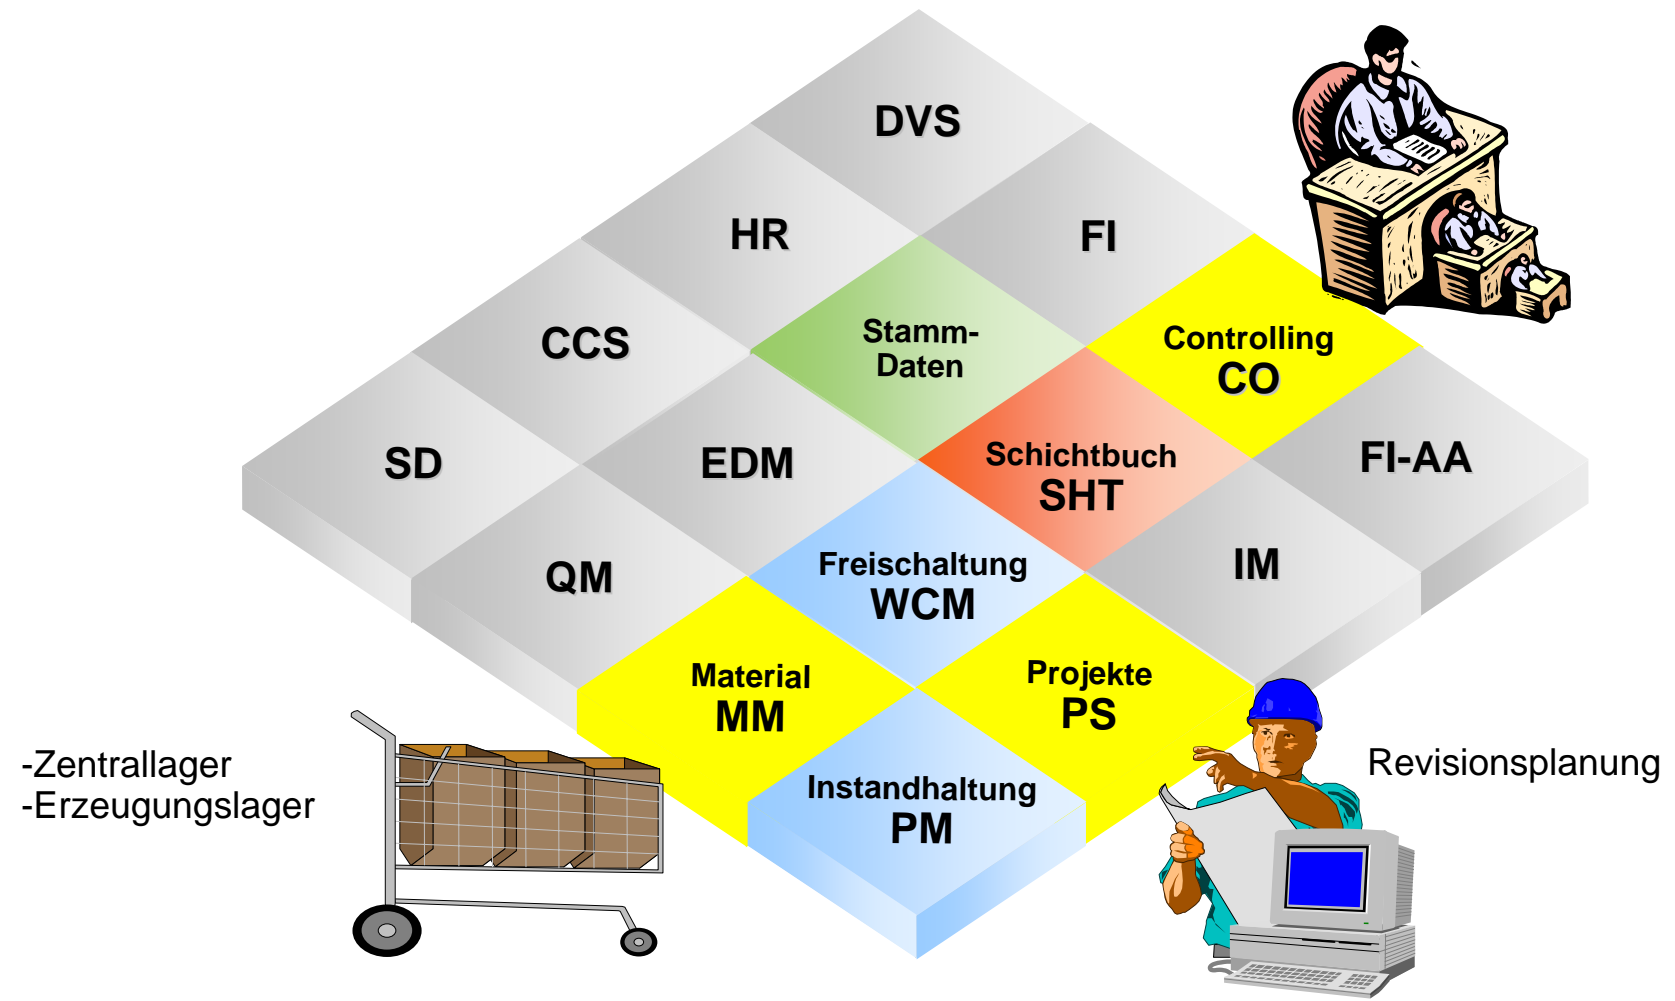 DVS
HR
FI
CCS
Stamm-
Daten
Controlling
CO
SD
EDM
Schichtbuch
SHT
FI-AA
QM
Freischaltung
WCM
IM
Material
MM
Projekte
PS
Instandhaltung
PM
-Zentrallager
-Erzeugungslager
Revisionsplanung